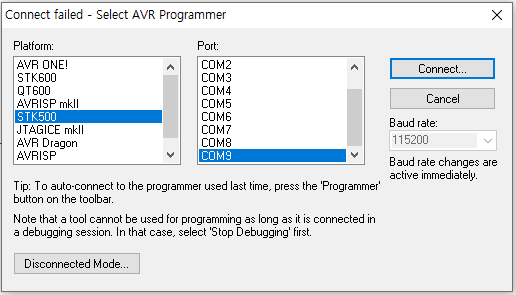 Connect failed - Select AVR Programmer
Platform:
AVR ONE!
STK600
QT600
AVRISP mkII
STK500
JTAGICE mkII
AVR Dragon
AVRISP
Port:
COM2
COM3
COM4
COM5
COM6
COM7
COM8
COM9
Connect...
Cancel
Baud rate:
115200
Baud rate changes are
active immediately.
Tip: To auto-connect to the programmer used last time, press the 'Programmer'
button on the toolbar.
Note that a tool cannot be used for programming as long as it is connected in
a debugging session. In that case, select 'Stop Debugging' first.
Disconnected Mode...